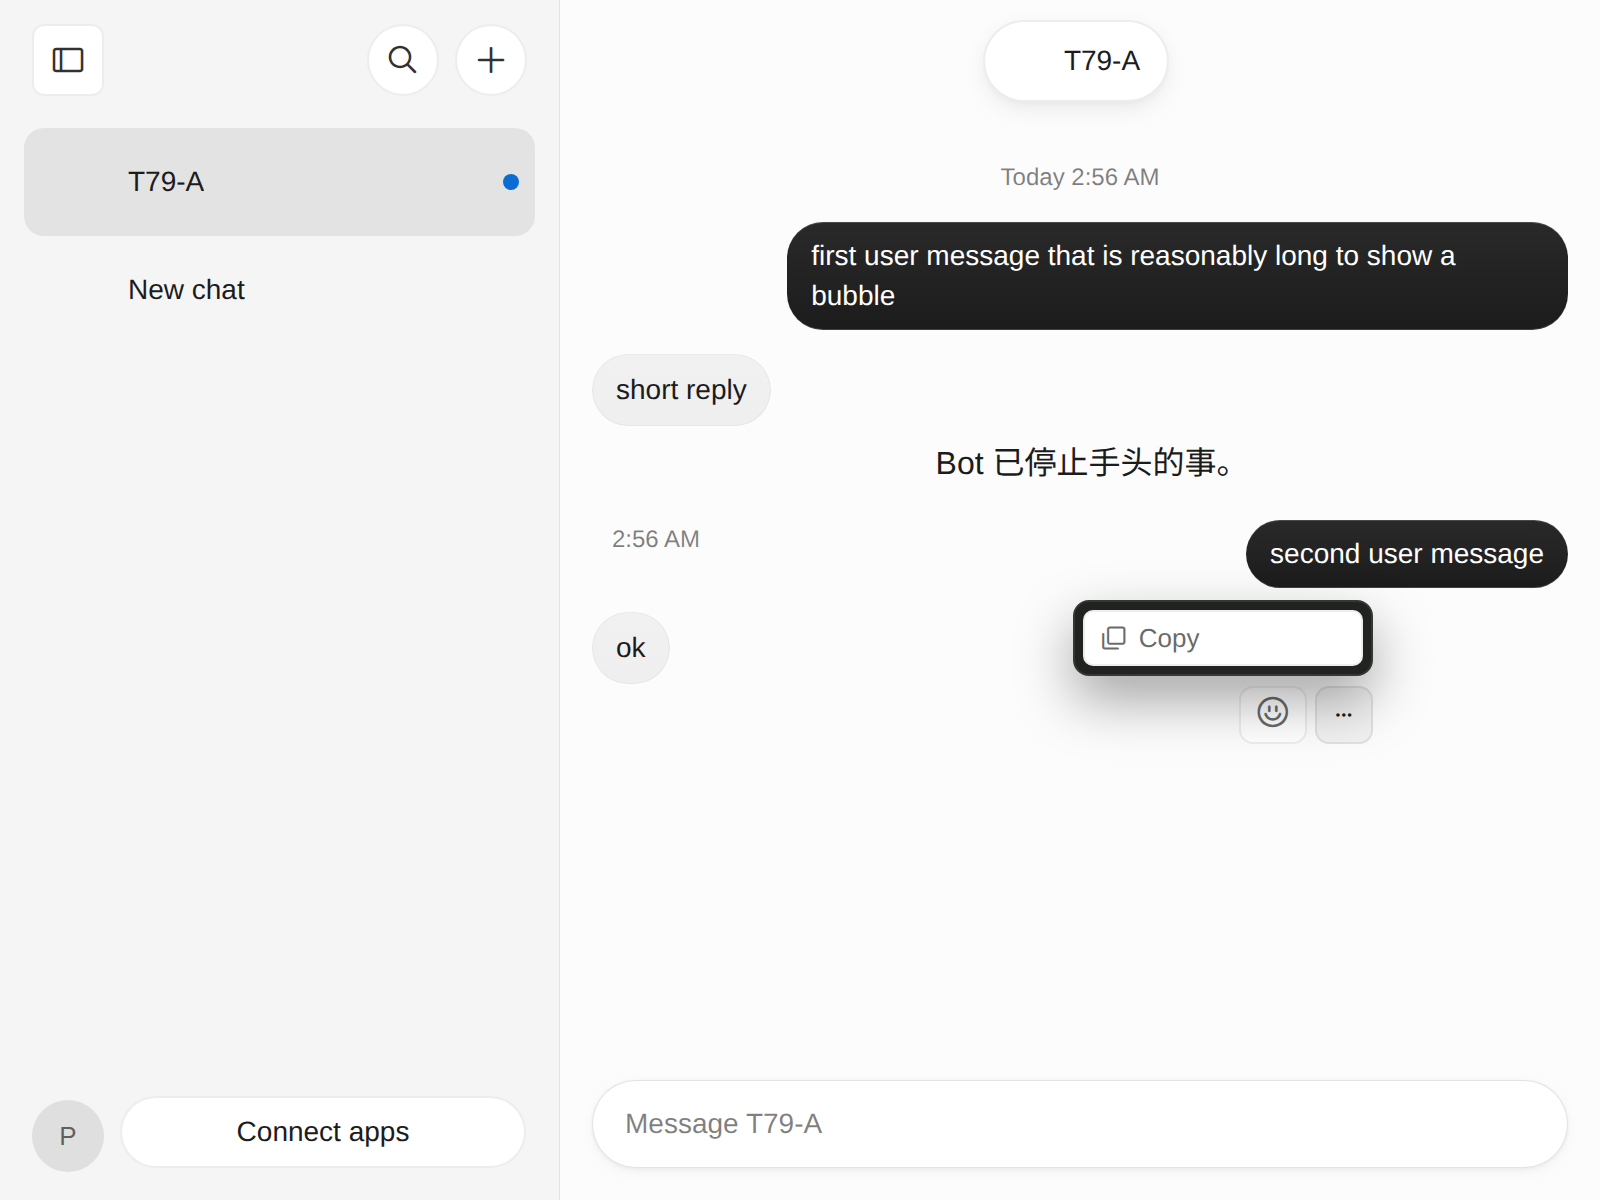 T79-A
New chat
P
Connect apps
T79-A
Today 2:56 AM
first user message that is reasonably long to show a
bubble
short reply
Bot 已停止手头的事。
2:56 AM
second user message
ok
Copy
Message T79-A